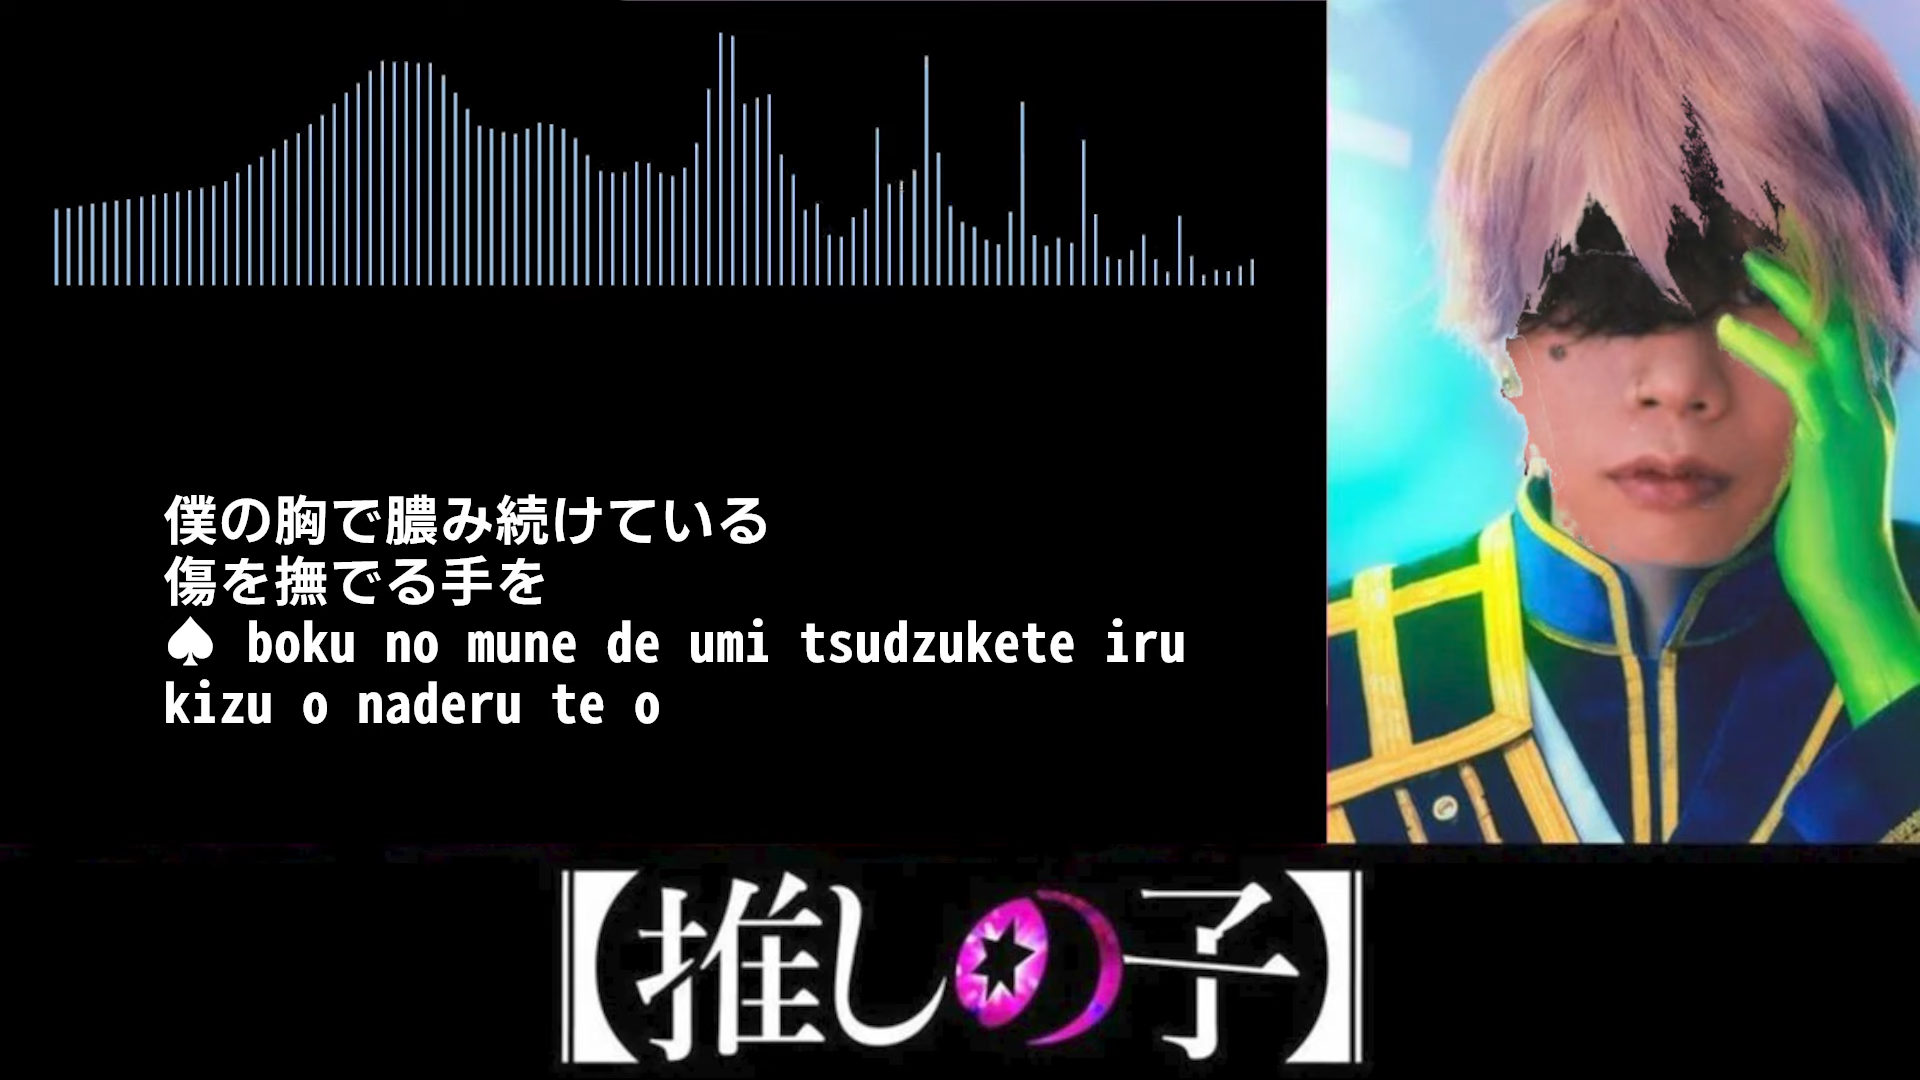 僕の胸で膿み続けている
傷を撫でる手を
♠ boku no mune de umi tsudzukete iru
kizu o naderu te o
【推しの子】